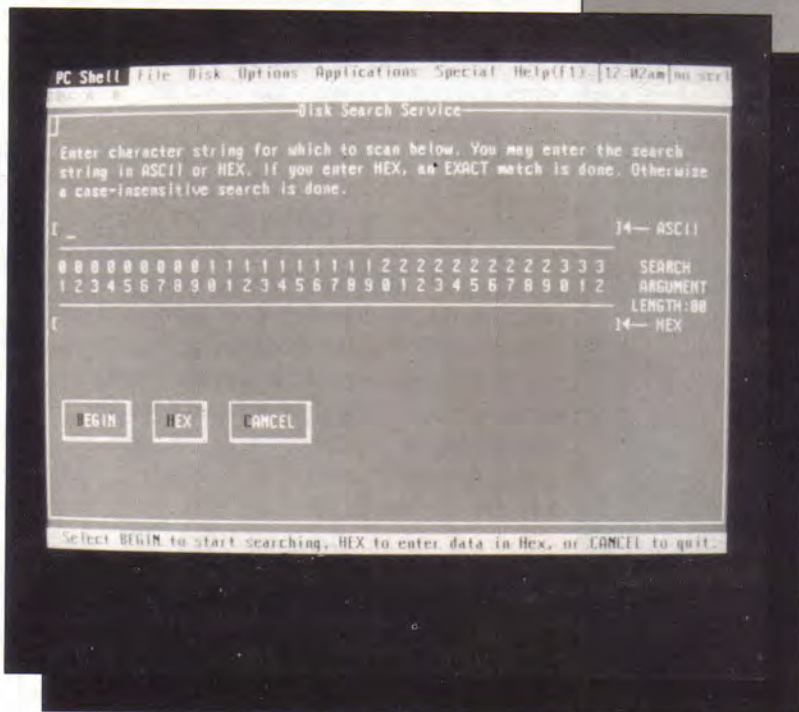 PC Shell File Disk Options Applications Special Help(F1) 12:02am no scrl
Disk Search Service
Enter character string for which to scan below. You may enter the search
string in ASCII or HEX. If you enter HEX, an EXACT match is done. Otherwise
a case-insensitive search is done.
[ _ ]◄— ASCII
0 0 0 0 0 0 0 0 0 1 1 1 1 1 1 1 1 1 1 2 2 2 2 2 2 2 2 2 2 3 3 3 SEARCH
1 2 3 4 5 6 7 8 9 0 1 2 3 4 5 6 7 8 9 0 1 2 3 4 5 6 7 8 9 0 1 2 ARGUMENT
LENGTH:00
[ ]◄— HEX
BEGIN HEX CANCEL
Select BEGIN to start searching, HEX to enter data in Hex, or CANCEL to quit.